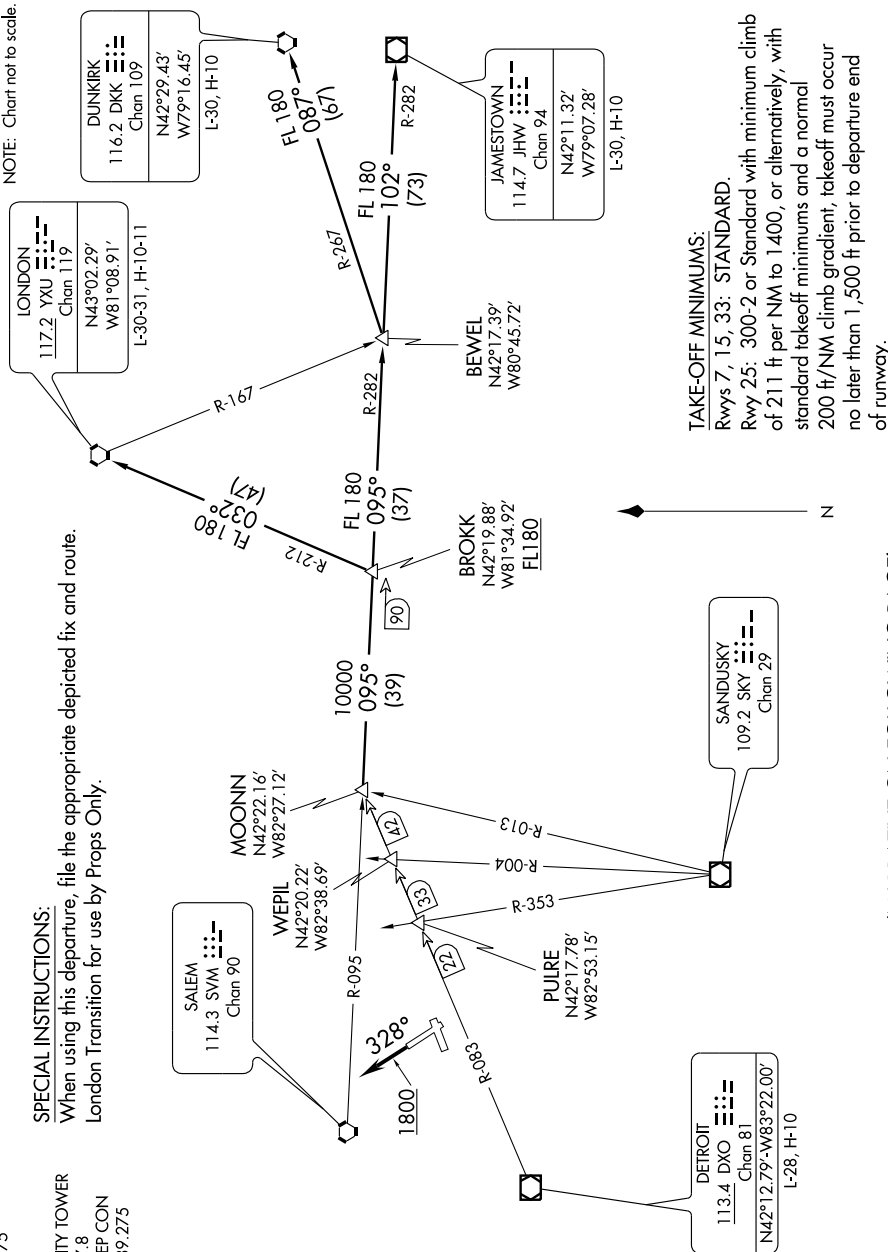 NOTE: Chart not to scale.
75
ITY TOWER
7.8
EP CON
39.275
SPECIAL INSTRUCTIONS:
When using this departure, file the appropriate depicted fix and route.
London Transition for use by Props Only.
LONDON
117.2 YXU
Chan 119
N43°02.29'
W81°08.91'
L-30-31, H-10-11
DUNKIRK
116.2 DKK
Chan 109
N42°29.43'
W79°16.45'
L-30, H-10
SALEM
114.3 SVM
Chan 90
R-095
328°
1800
DETROIT
113.4 DXO
Chan 81
N42°12.79'-W83°22.00'
L-28, H-10
R-083
22
33
42
PULRE
N42°17.78'
W82°53.15'
WEPIL
N42°20.22'
W82°38.69'
MOONN
N42°22.16'
W82°27.12'
R-353
R-004
R-013
SANDUSKY
109.2 SKY
Chan 29
10000
095°
(39)
90
BROKK
N42°19.88'
W81°34.92'
FL180
R-212
FL 180
032°
(47)
FL 180
095°
(37)
R-282
R-167
BEWEL
N42°17.39'
W80°45.72'
R-267
FL 180
087°
(67)
FL 180
102°
(73)
R-282
JAMESTOWN
114.7 JHW
Chan 94
N42°11.32'
W79°07.28'
L-30, H-10
N
TAKE-OFF MINIMUMS:
Rwys 7, 15, 33: STANDARD.
Rwy 25: 300-2 or Standard with minimum climb
of 211 ft per NM to 1400, or alternatively, with
standard takeoff minimums and a normal
200 ft/NM climb gradient, takeoff must occur
no later than 1,500 ft prior to departure end
of runway.